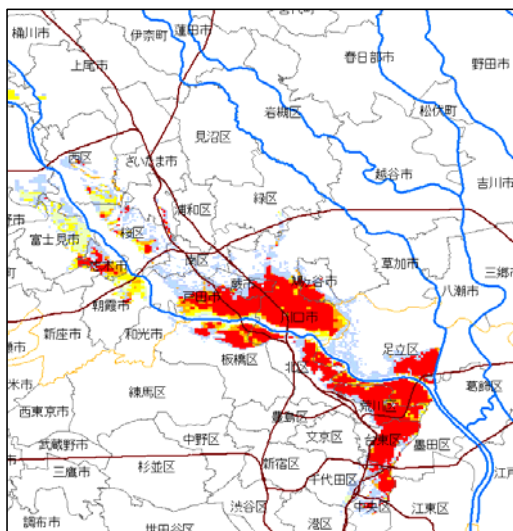 桶川市
伊奈町
蓮田市
上尾市
春日部市
野田市
岩槻区
松伏町
見沼区
西区
さいたま市
越谷市
吉川市
緑区
浦和区
桜区
富士見市
南区
草加市
三郷市
蕨市
鳩ヶ谷市
志木市
戸田市
八潮市
朝霞市
川口市
新座市
和光市
足立区
板橋区
北区
葛飾区
練馬区
荒川区
西東京市
豊島区
文京区
台東区
墨田区
武蔵野市
中野区
三鷹市
杉並区
新宿区
千代田区
江戸
渋谷区
中央区
江東区
港区
調布市
世田谷区